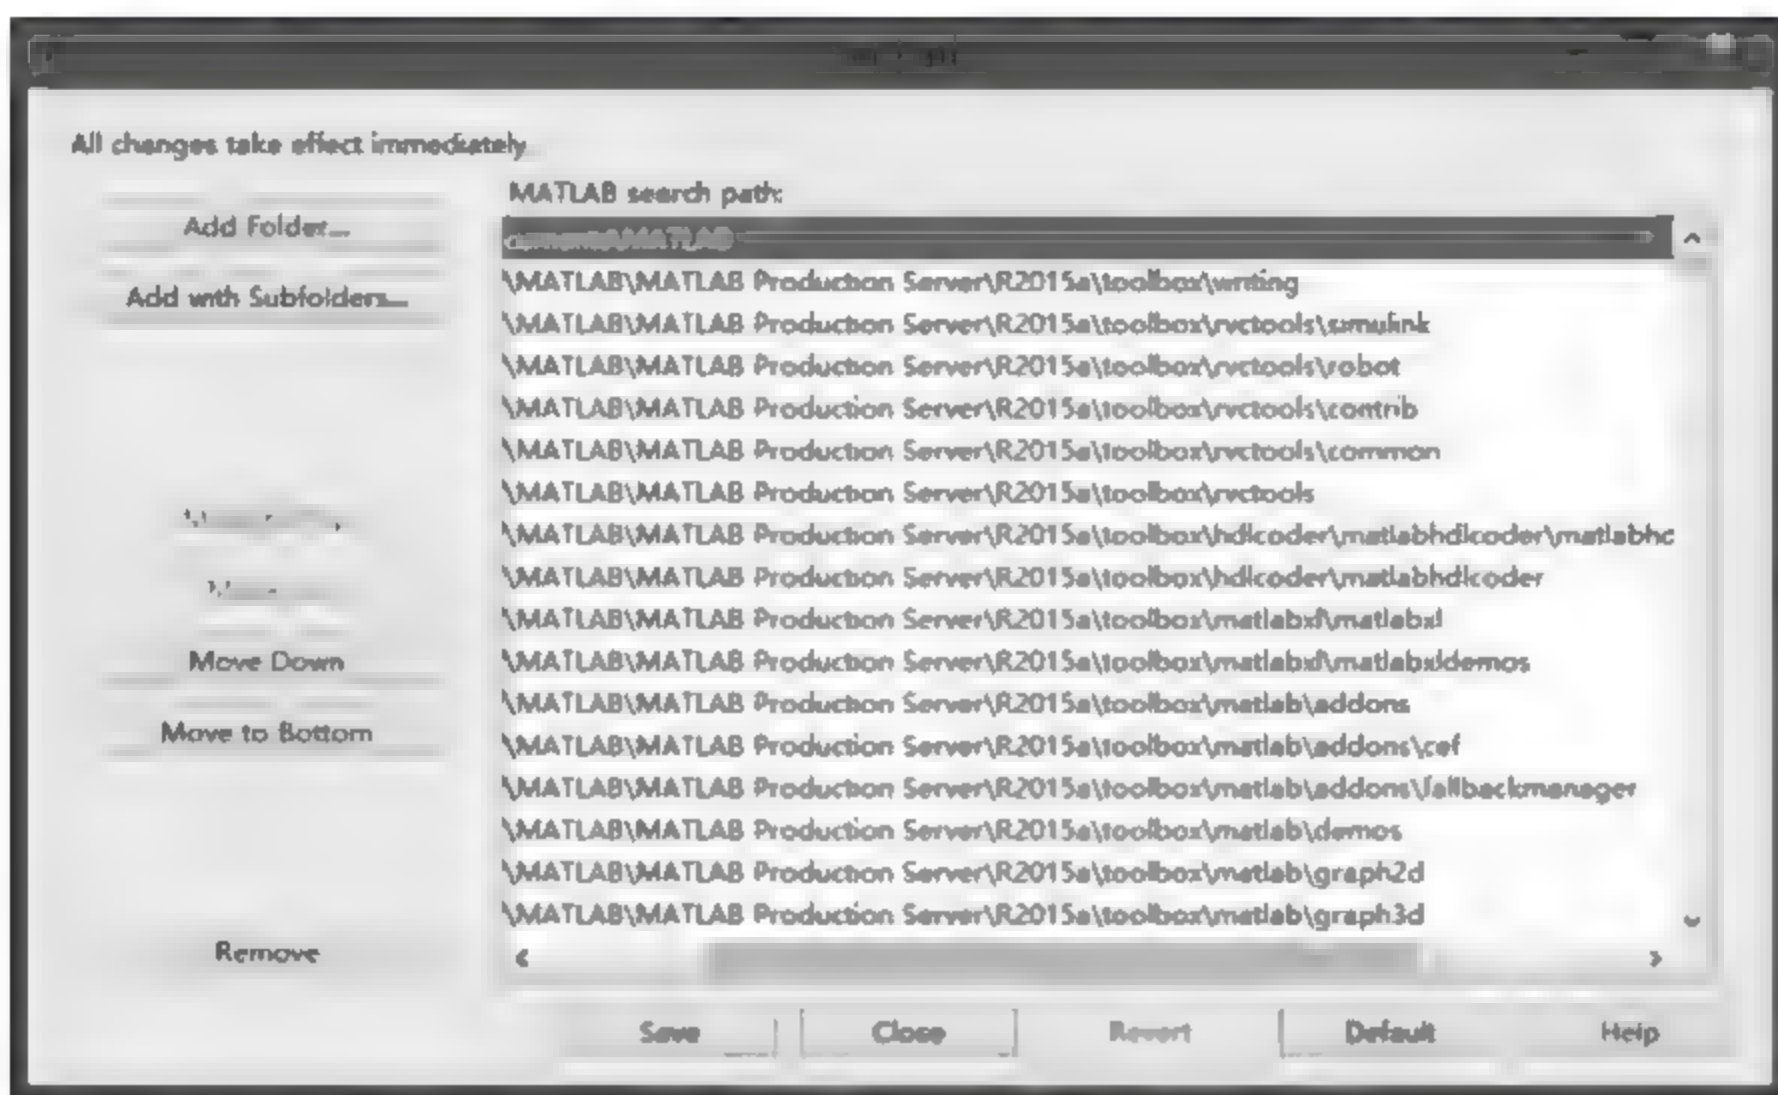 All changes take effect immediately.
MATLAB search path:
Add Folder...
Add with Subfolders...
Move Down
Move to Bottom
Remove
\MATLAB
\MATLAB\MATLAB Production Server\R2015a\toolbox\writing
\MATLAB\MATLAB Production Server\R2015a\toolbox\rvctools\simulink
\MATLAB\MATLAB Production Server\R2015a\toolbox\rvctools\robot
\MATLAB\MATLAB Production Server\R2015a\toolbox\rvctools\contrib
\MATLAB\MATLAB Production Server\R2015a\toolbox\rvctools\common
\MATLAB\MATLAB Production Server\R2015a\toolbox\rvctools
\MATLAB\MATLAB Production Server\R2015a\toolbox\hdlcoder\matlabhdlcoder\matlabhc
\MATLAB\MATLAB Production Server\R2015a\toolbox\hdlcoder\matlabhdlcoder
\MATLAB\MATLAB Production Server\R2015a\toolbox\matlabxl\matlabxl
\MATLAB\MATLAB Production Server\R2015a\toolbox\matlabxl\matlabxldemos
\MATLAB\MATLAB Production Server\R2015a\toolbox\matlab\addons
\MATLAB\MATLAB Production Server\R2015a\toolbox\matlab\addons\cef
\MATLAB\MATLAB Production Server\R2015a\toolbox\matlab\addons\fallbackmanager
\MATLAB\MATLAB Production Server\R2015a\toolbox\matlab\demos
\MATLAB\MATLAB Production Server\R2015a\toolbox\matlab\graph2d
\MATLAB\MATLAB Production Server\R2015a\toolbox\matlab\graph3d
Save Close Revert Default Help